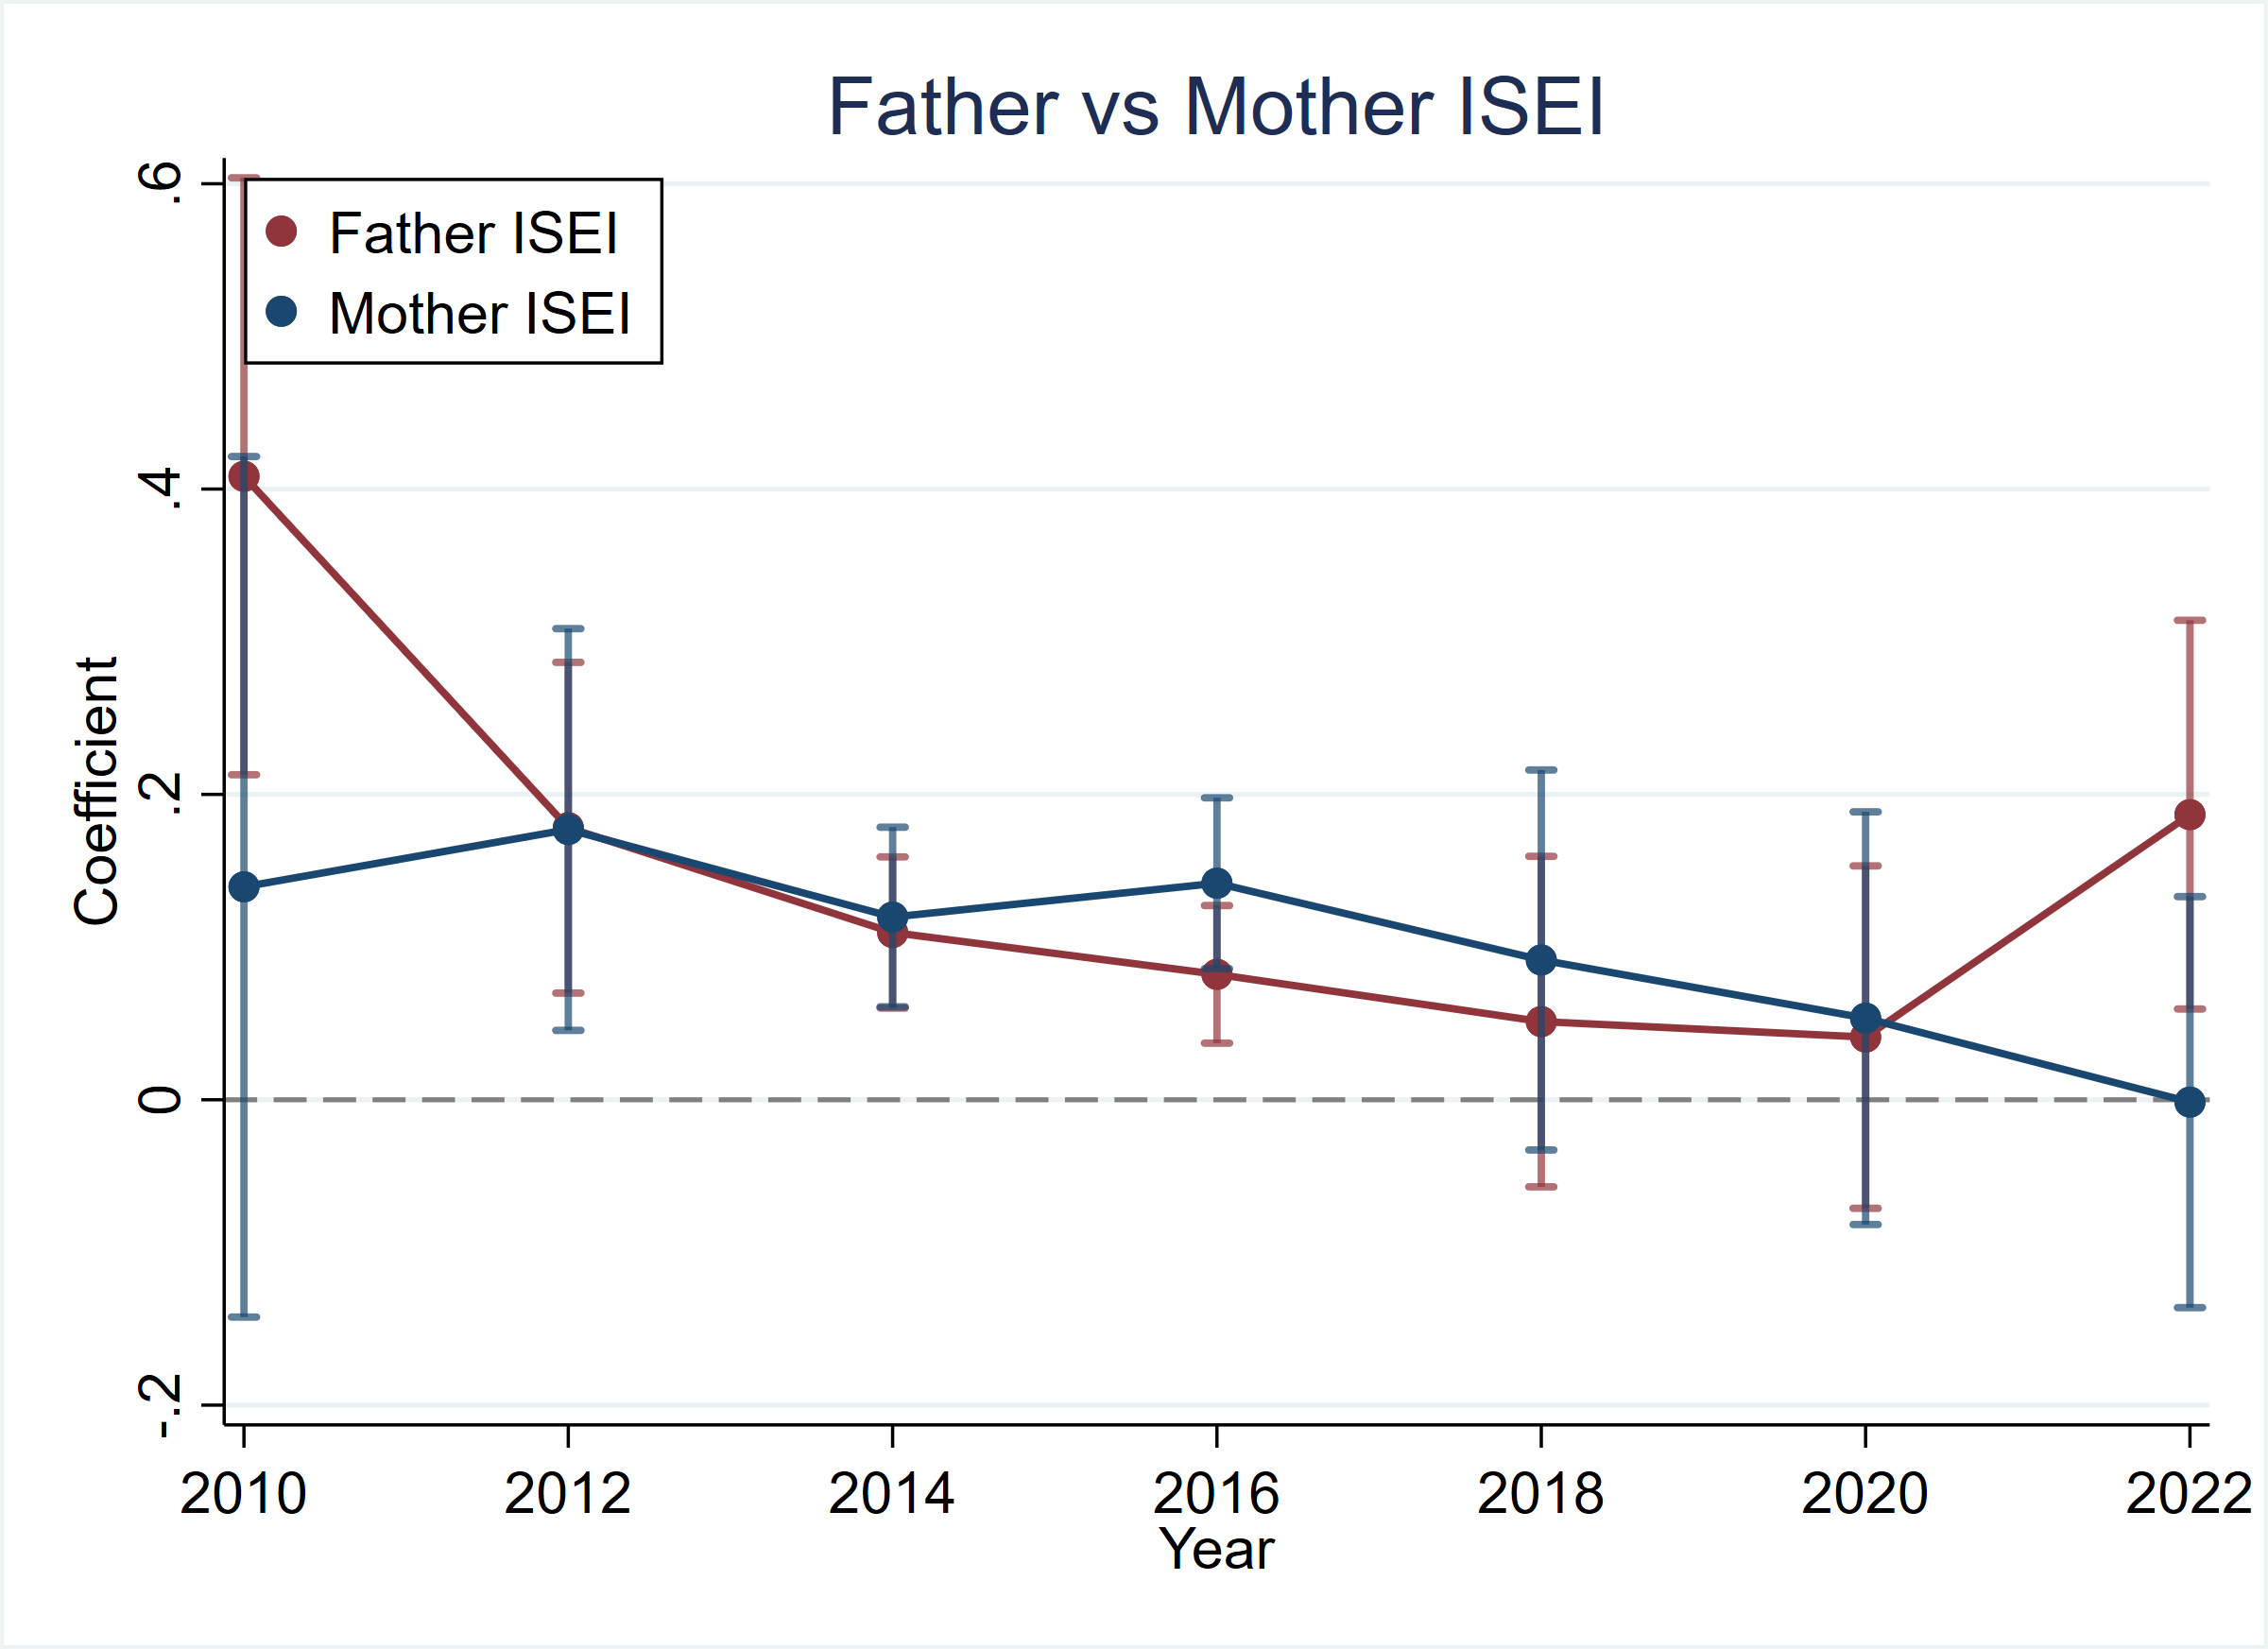 Father vs Mother ISEI
Father ISEI
Mother ISEI
Coefficient
.6
.4
.2
0
-.2
2010 2012 2014 2016 2018 2020 2022
Year